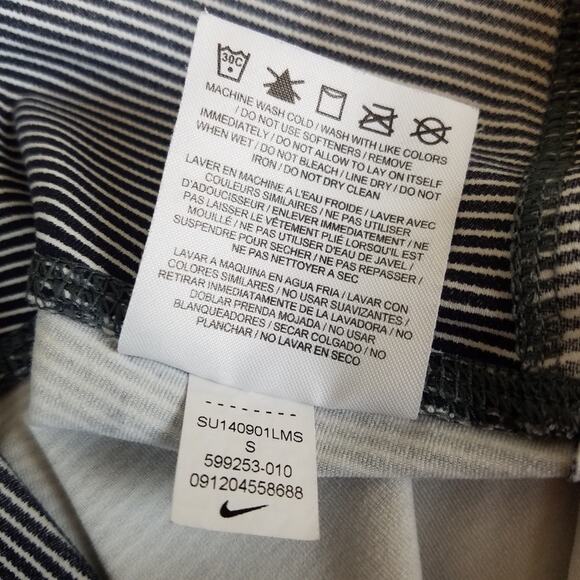 30C
MACHINE WASH COLD / WASH WITH LIKE COLORS
/ DO NOT USE SOFTENERS / REMOVE
IMMEDIATELY / DO NOT ALLOW TO LAY ON ITSELF
WHEN WET / DO NOT BLEACH / LINE DRY / DO NOT
IRON / DO NOT DRY CLEAN
LAVER EN MACHINE A L'EAU FROIDE / LAVER AVEC
COULEURS SIMILAIRES / NE PAS UTILISER
D'ADOUCISSEUR / ENLEVER IMMEDIATEMENT / NE
PAS LAISSER LE VÊTEMENT PLIÉ LORSQU'IL EST
MOUILLÉ / NE PAS UTILISER D'EAU DE JAVEL /
SUSPENDRE POUR SECHER / NE PAS REPASSER /
NE PAS NETTOYER A SEC
LAVAR A MAQUINA EN AGUA FRIA / LAVAR CON
COLORES SIMILARES / NO USAR SUAVIZANTES /
RETIRAR INMEDIATAMENTE DE LA LAVADORA / NO
DOBLAR PRENDA MOJADA / NO USAR
BLANQUEADORES / SECAR COLGADO / NO
PLANCHAR / NO LAVAR EN SECO
SU140901LMS
S
599253-010
091204558688